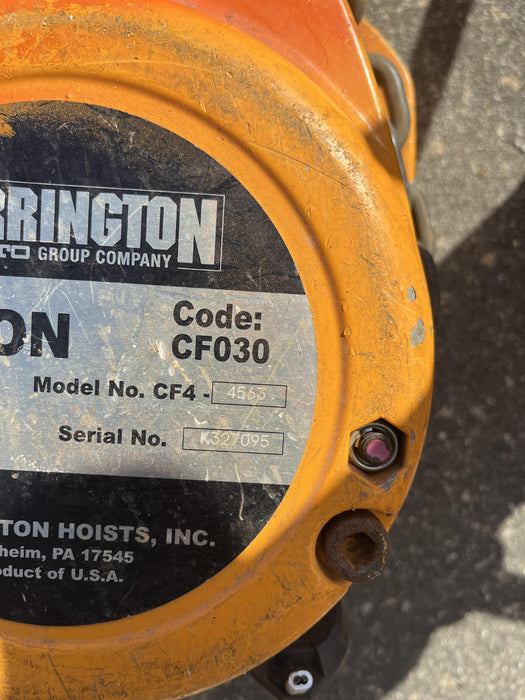 RRINGTON
ITO GROUP COMPANY
ON
Code:
CF030
Model No. CF4 - 4563
Serial No. K327095
TON HOISTS, INC.
heim, PA 17545
oduct of U.S.A.